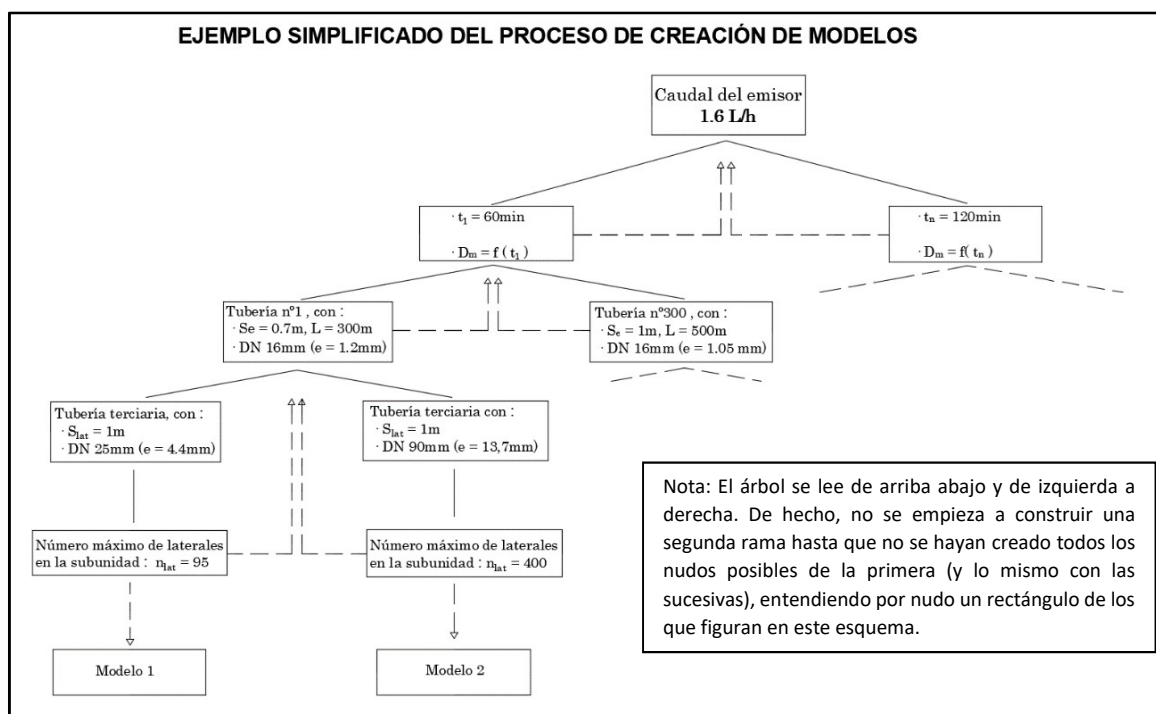 EJEMPLO SIMPLIFICADO DEL PROCESO DE CREACIÓN DE MODELOS
Caudal del emisor
1.6 L/h
· t₁ = 60min
· Dm = f ( t₁ )
· tₙ = 120min
· Dm = f( tₙ )
Tubería nº1 , con :
· Se = 0.7m, L = 300m
· DN 16mm (e = 1.2mm)
Tubería nº300 , con :
· Sₑ = 1m, L = 500m
· DN 16mm (e = 1.05 mm)
Tubería terciaria, con :
· Slat = 1m
· DN 25mm (e = 4.4mm)
Tubería terciaria con :
· Slat = 1m
· DN 90mm (e = 13,7mm)
Número máximo de laterales
en la subunidad : nlat = 95
Número máximo de laterales
en la subunidad : nlat = 400
Modelo 1
Modelo 2
Nota: El árbol se lee de arriba abajo y de izquierda a
derecha. De hecho, no se empieza a construir una
segunda rama hasta que no se hayan creado todos los
nudos posibles de la primera (y lo mismo con las
sucesivas), entendiendo por nudo un rectángulo de los
que figuran en este esquema.